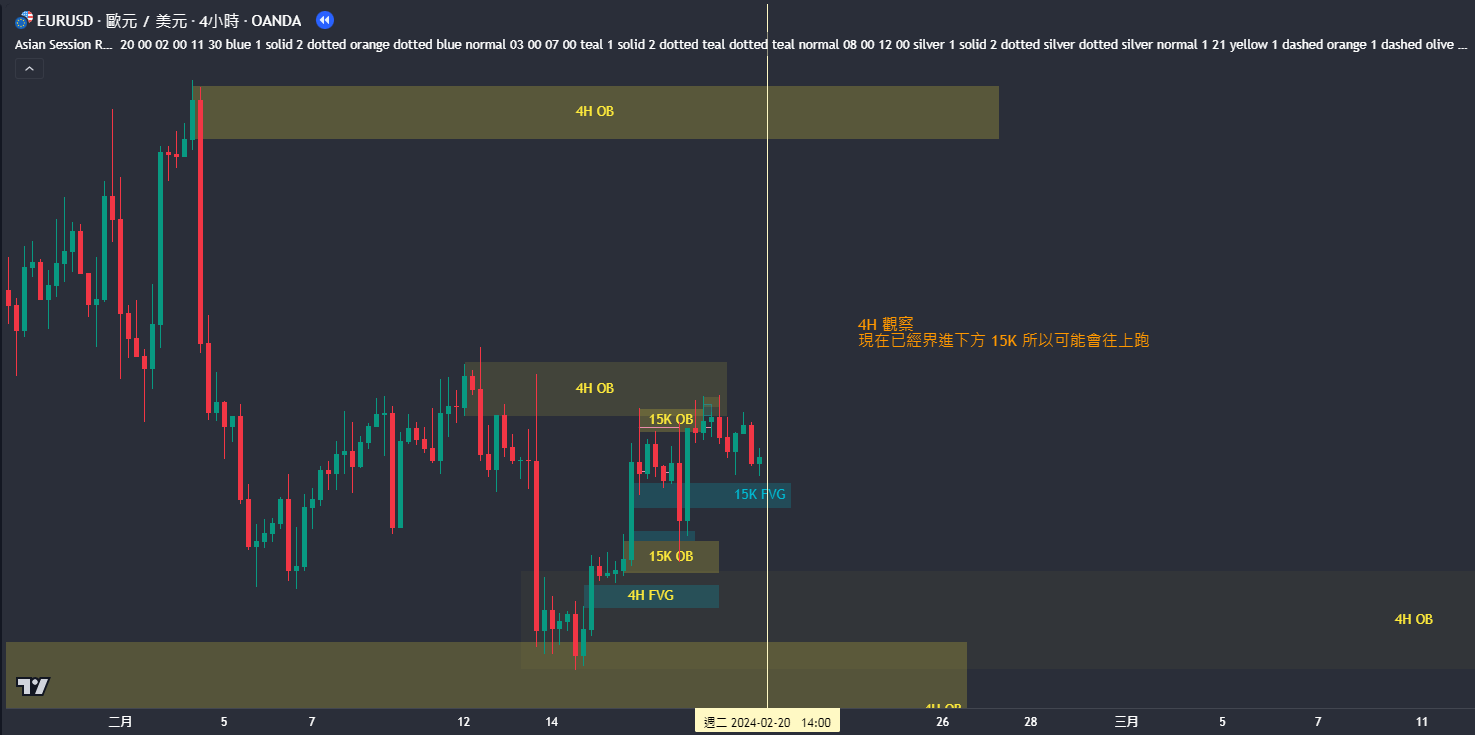 EURUSD · 歐元 / 美元 · 4小時 · OANDA
Asian Session R... 20 00 02 00 11 30 blue 1 solid 2 dotted orange dotted blue normal 03 00 07 00 teal 1 solid 2 dotted teal dotted teal normal 08 00 12 00 silver 1 solid 2 dotted silver dotted silver normal 1 21 yellow 1 dashed orange 1 dashed olive ...
4H OB
4H 觀察
現在已經界進下方 15K 所以可能會往上跑
4H OB
15K OB
15K FVG
15K OB
4H FVG
4H OB
4H OB
二月 5 7 12 14 週二 2024-02-20 14:00 26 28 三月 5 7 11